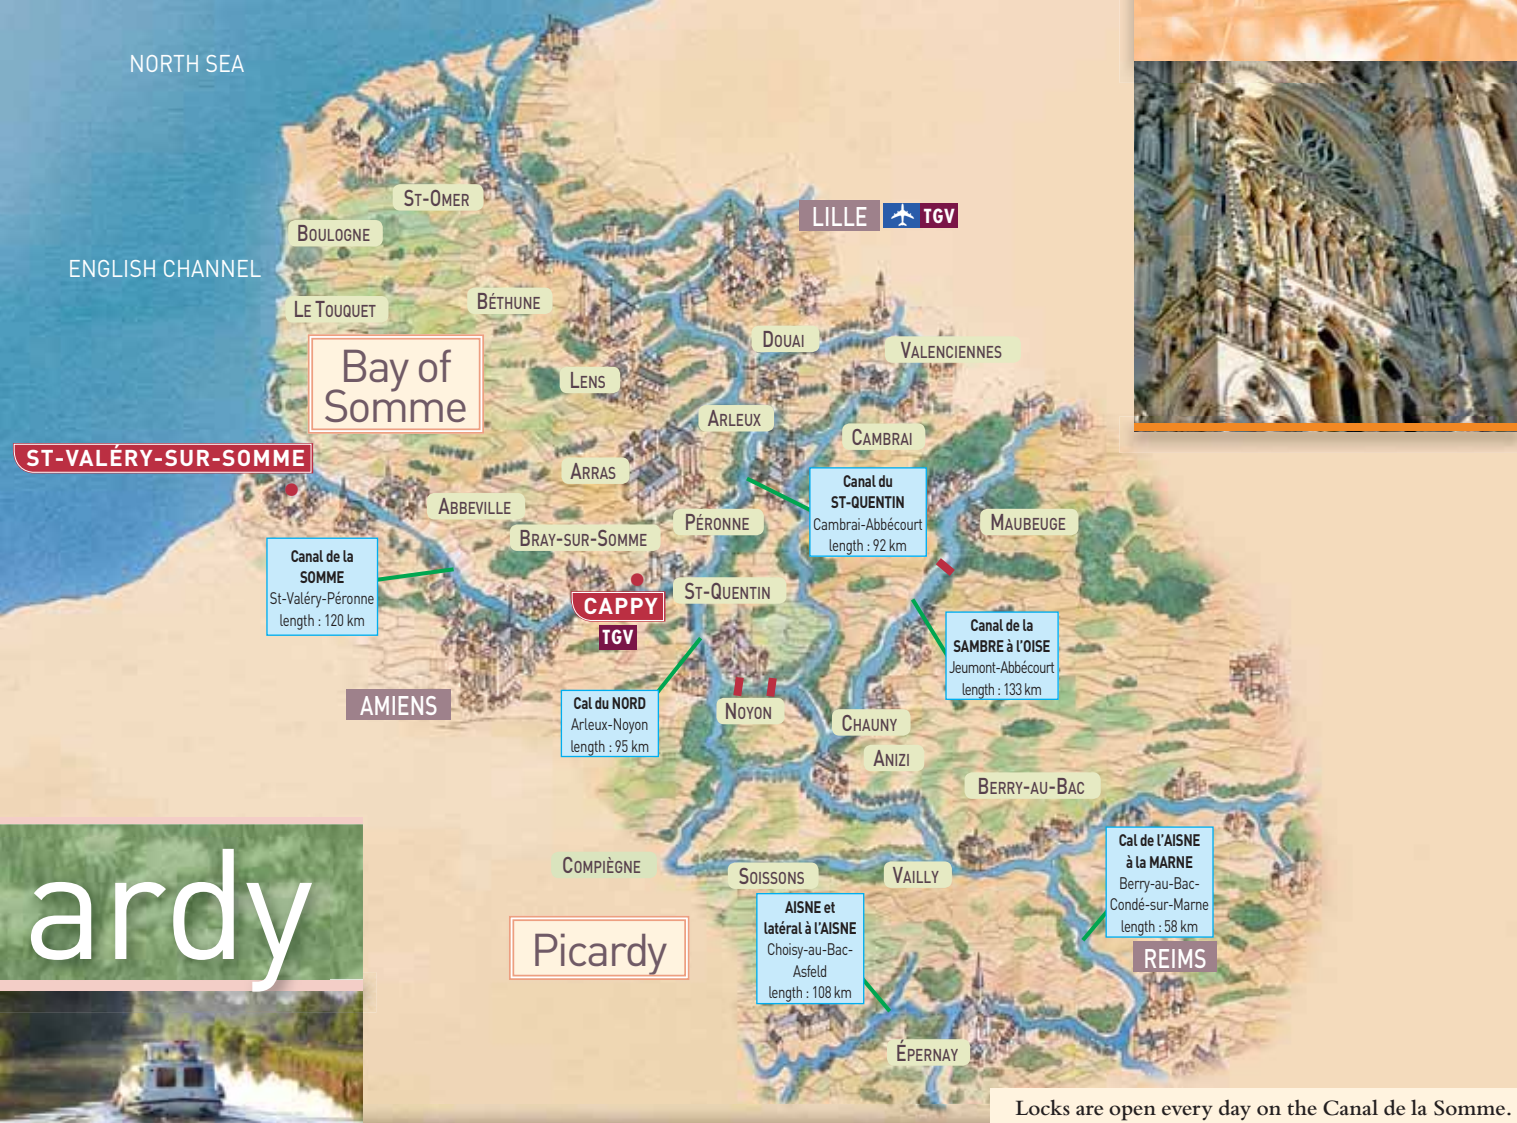 NORTH SEA
ENGLISH CHANNEL
ST-OMER
BOULOGNE
LE TOUQUET
BÉTHUNE
LILLE TGV
Bay of
Somme
DOUAI
VALENCIENNES
LENS
ARLEUX
CAMBRAI
ST-VALÉRY-SUR-SOMME
ARRAS
ABBEVILLE
BRAY-SUR-SOMME
PÉRONNE
Canal du
ST-QUENTIN
Cambrai-Abbécourt
length : 92 km
MAUBEUGE
Canal de la
SOMME
St-Valéry-Péronne
length : 120 km
CAPPY
TGV
ST-QUENTIN
Canal de la
SAMBRE à l'OISE
Jeumont-Abbécourt
length : 133 km
AMIENS
Cal du NORD
Arleux-Noyon
length : 95 km
NOYON
CHAUNY
ANIZI
BERRY-AU-BAC
COMPIÈGNE
SOISSONS
VAILLY
Cal de l'AISNE
à la MARNE
Berry-au-Bac-
Condé-sur-Marne
length : 58 km
REIMS
AISNE et
latéral à l'AISNE
Choisy-au-Bac-
Asfeld
length : 108 km
Picardy
ardy
ÉPERNAY
Locks are open every day on the Canal de la Somme.